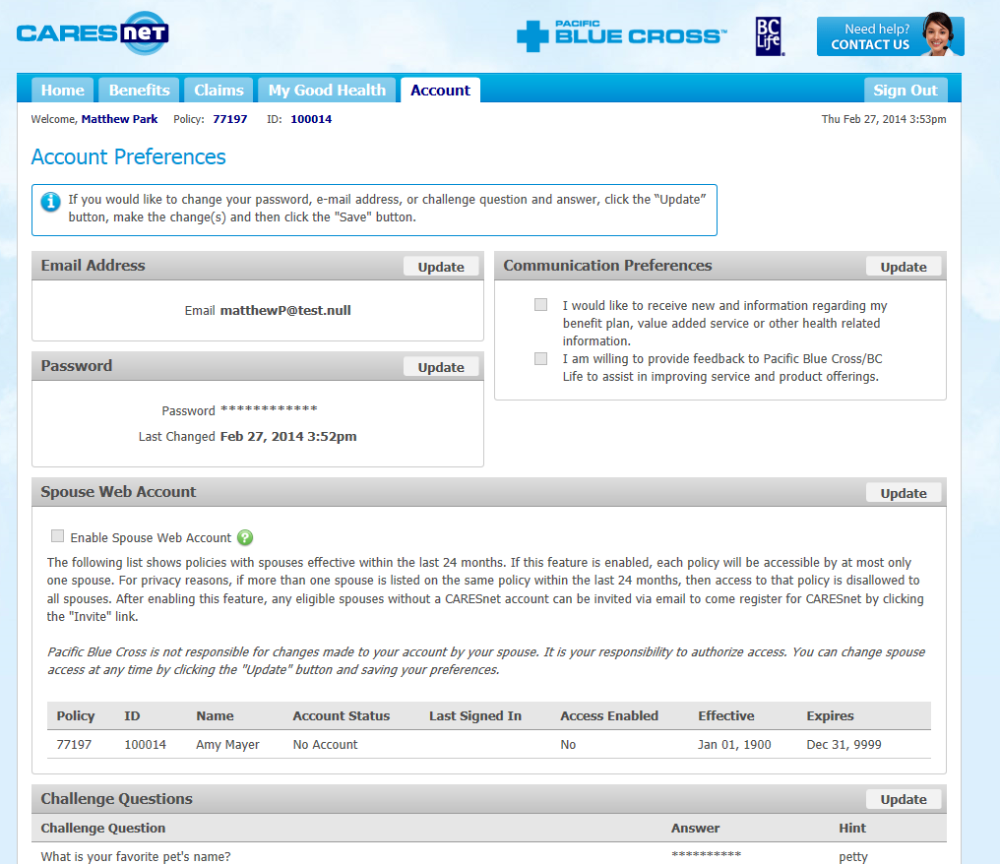 CARESnet
PACIFIC
BLUE CROSS™
BC
Life
Need help?
CONTACT US
Home Benefits Claims My Good Health Account Sign Out
Welcome, Matthew Park Policy: 77197 ID: 100014 Thu Feb 27, 2014 3:53pm
Account Preferences
If you would like to change your password, e-mail address, or challenge question and answer, click the “Update”
button, make the change(s) and then click the "Save" button.
Email Address Update
Email matthewP@test.null
Password Update
Password ************
Last Changed Feb 27, 2014 3:52pm
Communication Preferences Update
I would like to receive new and information regarding my
benefit plan, value added service or other health related
information.
I am willing to provide feedback to Pacific Blue Cross/BC
Life to assist in improving service and product offerings.
Spouse Web Account Update
Enable Spouse Web Account ?
The following list shows policies with spouses effective within the last 24 months. If this feature is enabled, each policy will be accessible by at most only
one spouse. For privacy reasons, if more than one spouse is listed on the same policy within the last 24 months, then access to that policy is disallowed to
all spouses. After enabling this feature, any eligible spouses without a CARESnet account can be invited via email to come register for CARESnet by clicking
the "Invite" link.
Pacific Blue Cross is not responsible for changes made to your account by your spouse. It is your responsibility to authorize access. You can change spouse
access at any time by clicking the "Update" button and saving your preferences.
Policy ID Name Account Status Last Signed In Access Enabled Effective Expires
77197 100014 Amy Mayer No Account No Jan 01, 1900 Dec 31, 9999
Challenge Questions Update
Challenge Question Answer Hint
What is your favorite pet's name? ********** petty